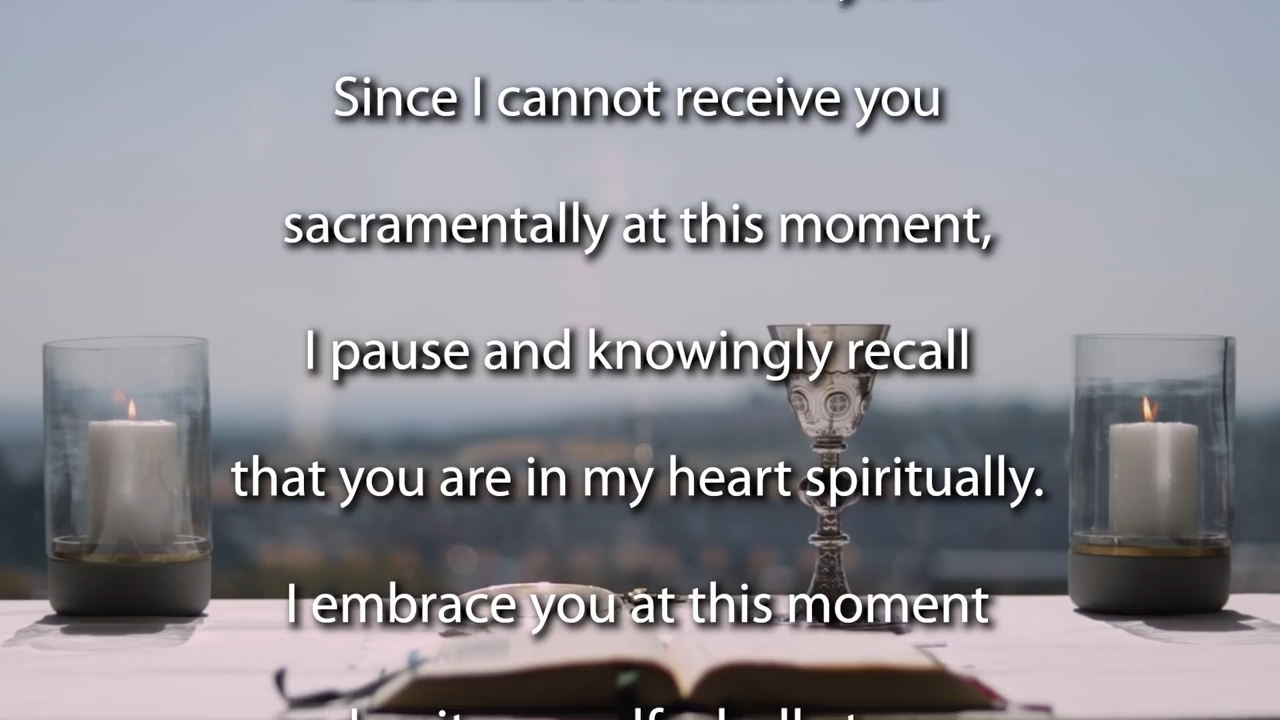 Since I cannot receive you
sacramentally at this moment,
I pause and knowingly recall
that you are in my heart spiritually.
I embrace you at this moment